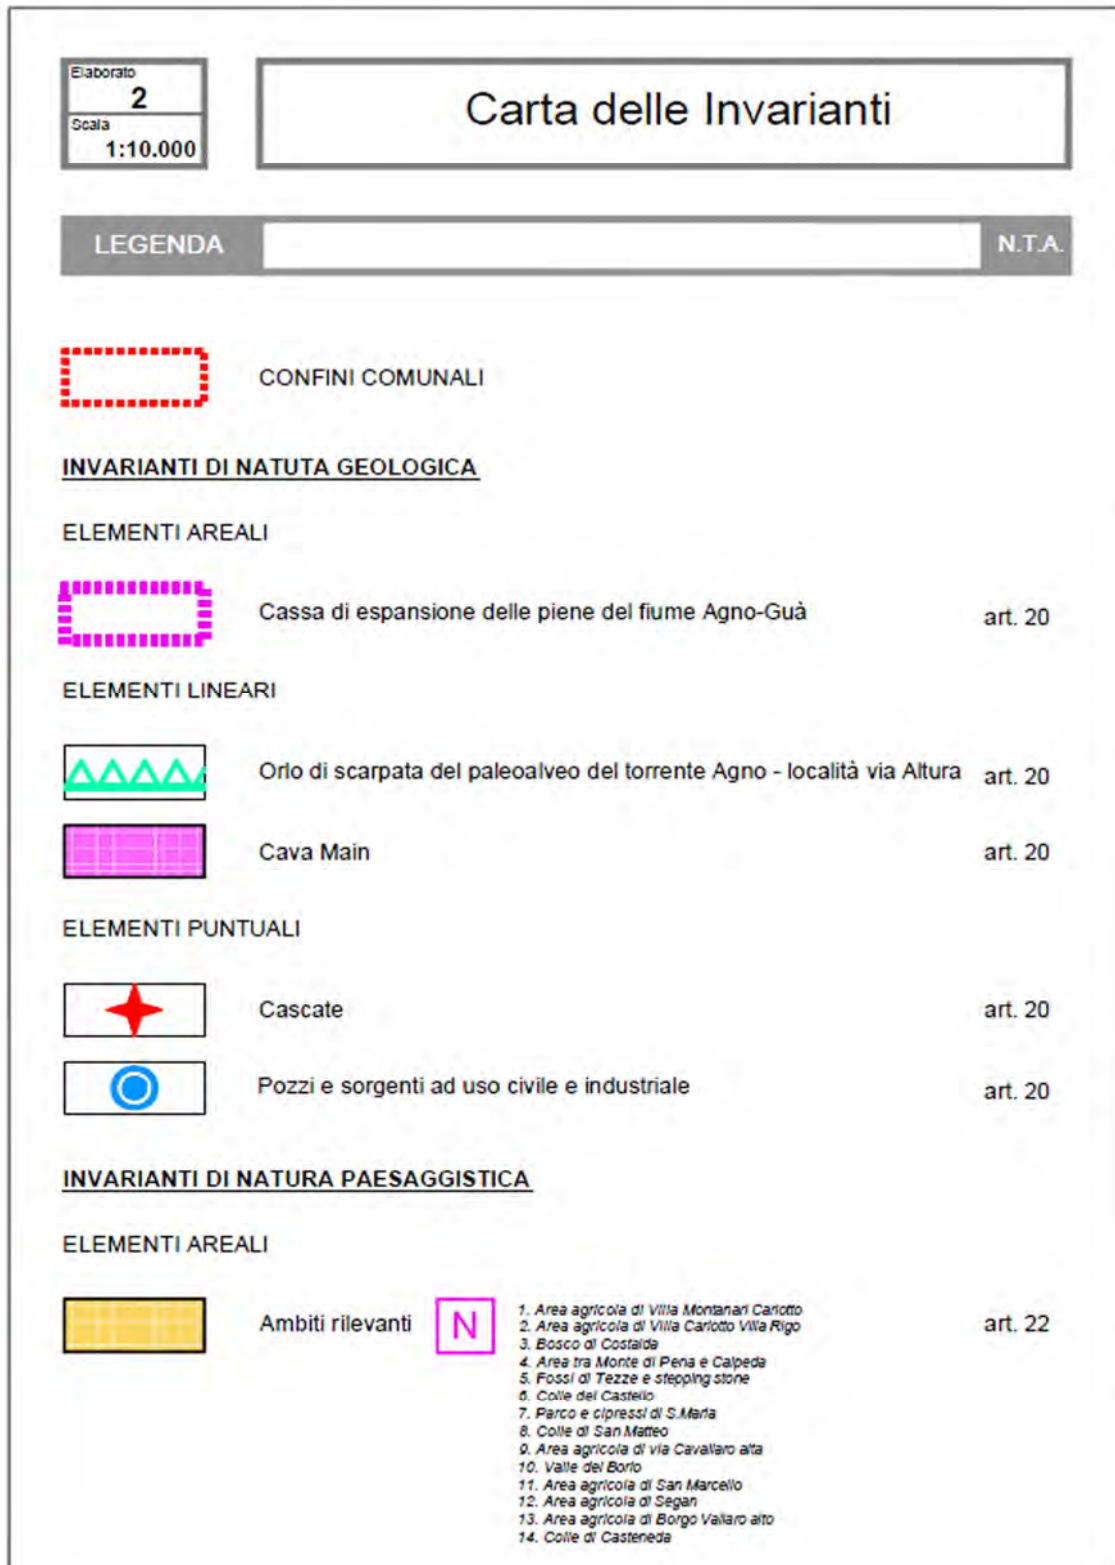 Elaborato
2
Scala
1:10.000
Carta delle Invarianti
LEGENDA
N.T.A.
CONFINI COMUNALI
INVARIANTI DI NATUTA GEOLOGICA
ELEMENTI AREALI
Cassa di espansione delle piene del fiume Agno-Guà art. 20
ELEMENTI LINEARI
Orlo di scarpata del paleoalveo del torrente Agno - località via Altura art. 20
Cava Main art. 20
ELEMENTI PUNTUALI
Cascate art. 20
Pozzi e sorgenti ad uso civile e industriale art. 20
INVARIANTI DI NATURA PAESAGGISTICA
ELEMENTI AREALI
Ambiti rilevanti N art. 22
1. Area agricola di Villa Montanari Carlotto
2. Area agricola di Villa Carlotto Villa Rigo
3. Bosco di Costalda
4. Area tra Monte di Pena e Calpeda
5. Fossi di Tezze e stepping stone
6. Colle del Castello
7. Parco e cipressi di S.Maria
8. Colle di San Matteo
9. Area agricola di via Cavallaro alta
10. Valle del Borlo
11. Area agricola di San Marcello
12. Area agricola di Segan
13. Area agricola di Borgo Vallaro alto
14. Colle di Casteneda